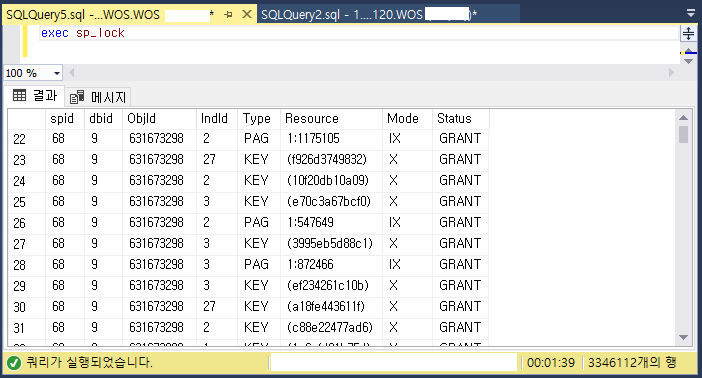 SQLQuery5.sql -...WOS.WOS * SQLQuery2.sql - 1....120.WOS )*
exec sp_lock
100 %
결과 메시지
spid dbid ObjId IndId Type Resource Mode Status
22 68 9 631673298 2 PAG 1:1175105 IX GRANT
23 68 9 631673298 27 KEY (f926d3749832) X GRANT
24 68 9 631673298 2 KEY (10f20db10a09) X GRANT
25 68 9 631673298 3 KEY (e70c3a67bcf0) X GRANT
26 68 9 631673298 2 PAG 1:547649 IX GRANT
27 68 9 631673298 3 KEY (3995eb5d88c1) X GRANT
28 68 9 631673298 3 PAG 1:872466 IX GRANT
29 68 9 631673298 3 KEY (ef234261c10b) X GRANT
30 68 9 631673298 27 KEY (a18fe443611f) X GRANT
31 68 9 631673298 2 KEY (c88e22477ad6) X GRANT
쿼리가 실행되었습니다. 00:01:39 3346112개의 행